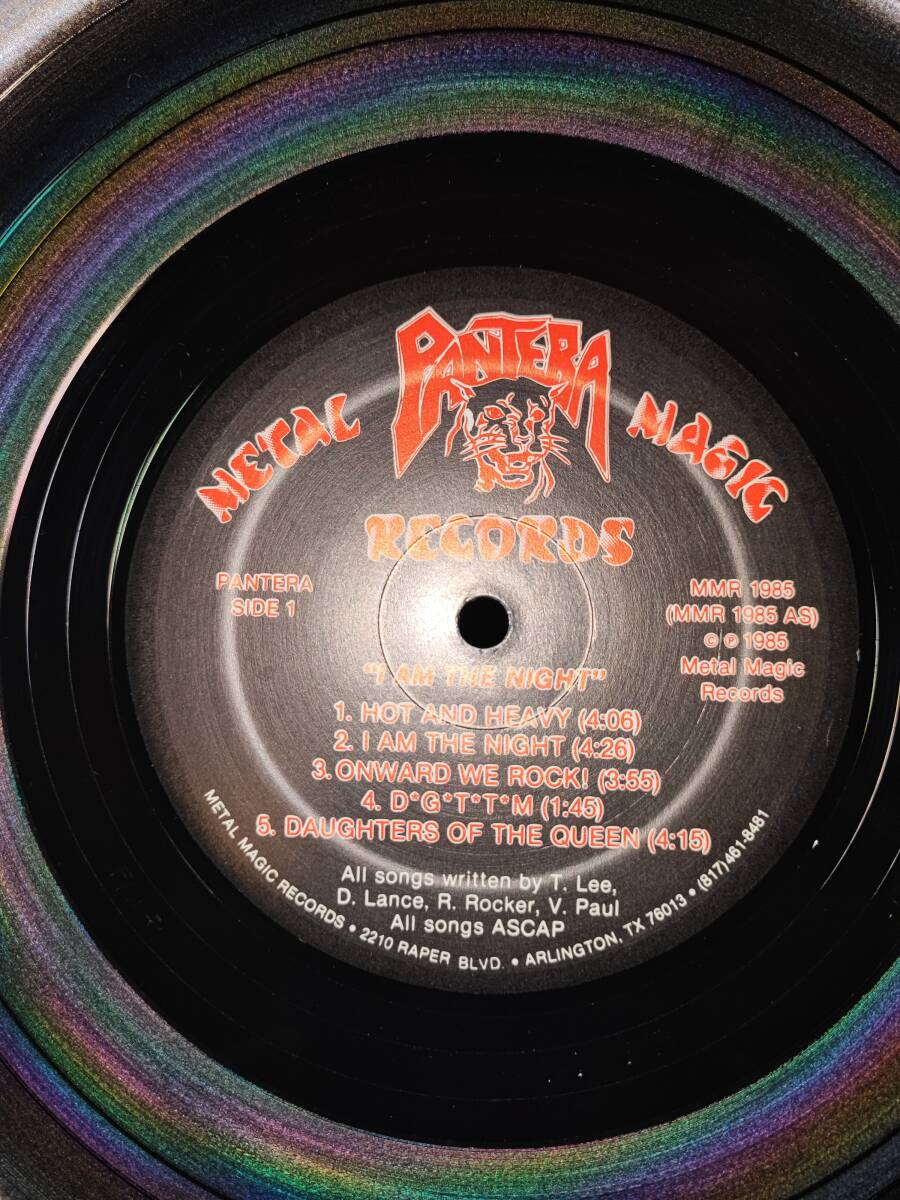 PANTERA
METAL MAGIC
RECORDS
PANTERA
SIDE 1
MMR 1985
(MMR 1985 AS)
© ℗ 1985
Metal Magic
Records
"I AM THE NIGHT"
1. HOT AND HEAVY (4:06)
2. I AM THE NIGHT (4:26)
3. ONWARD WE ROCK! (3:55)
4. D*G*T*T*M (1:45)
5. DAUGHTERS OF THE QUEEN (4:15)
All songs written by T. Lee,
D. Lance, R. Rocker, V. Paul
All songs ASCAP
METAL MAGIC RECORDS • 2210 RAPER BLVD. • ARLINGTON, TX 76013 • (817) 461-8481